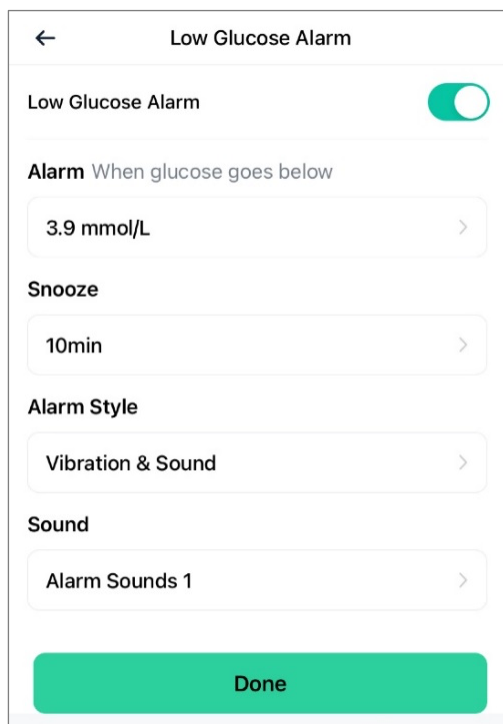 Low Glucose Alarm
Low Glucose Alarm
Alarm When glucose goes below
3.9 mmol/L
Snooze
10min
Alarm Style
Vibration & Sound
Sound
Alarm Sounds 1
Done